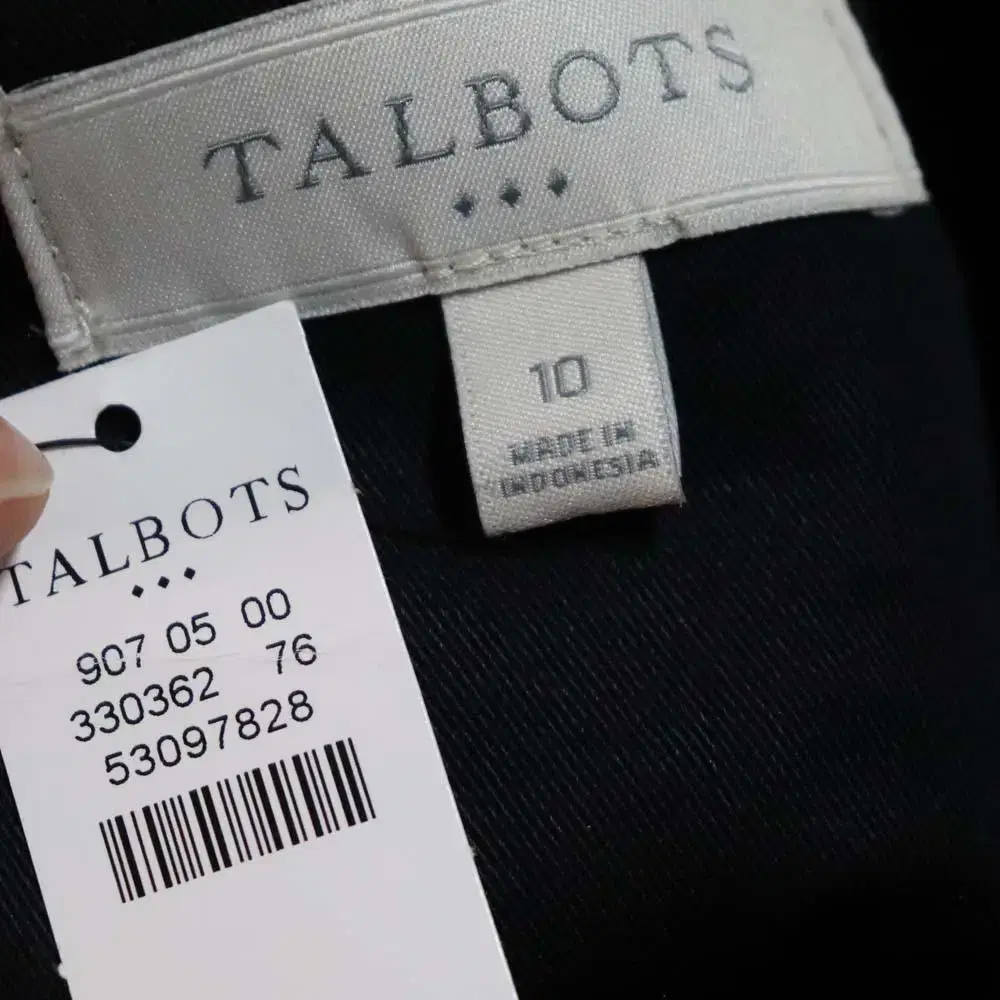 TALBOTS
10
MADE IN
INDONESIA
TALBOTS
907 05 00
330362 76
53097828